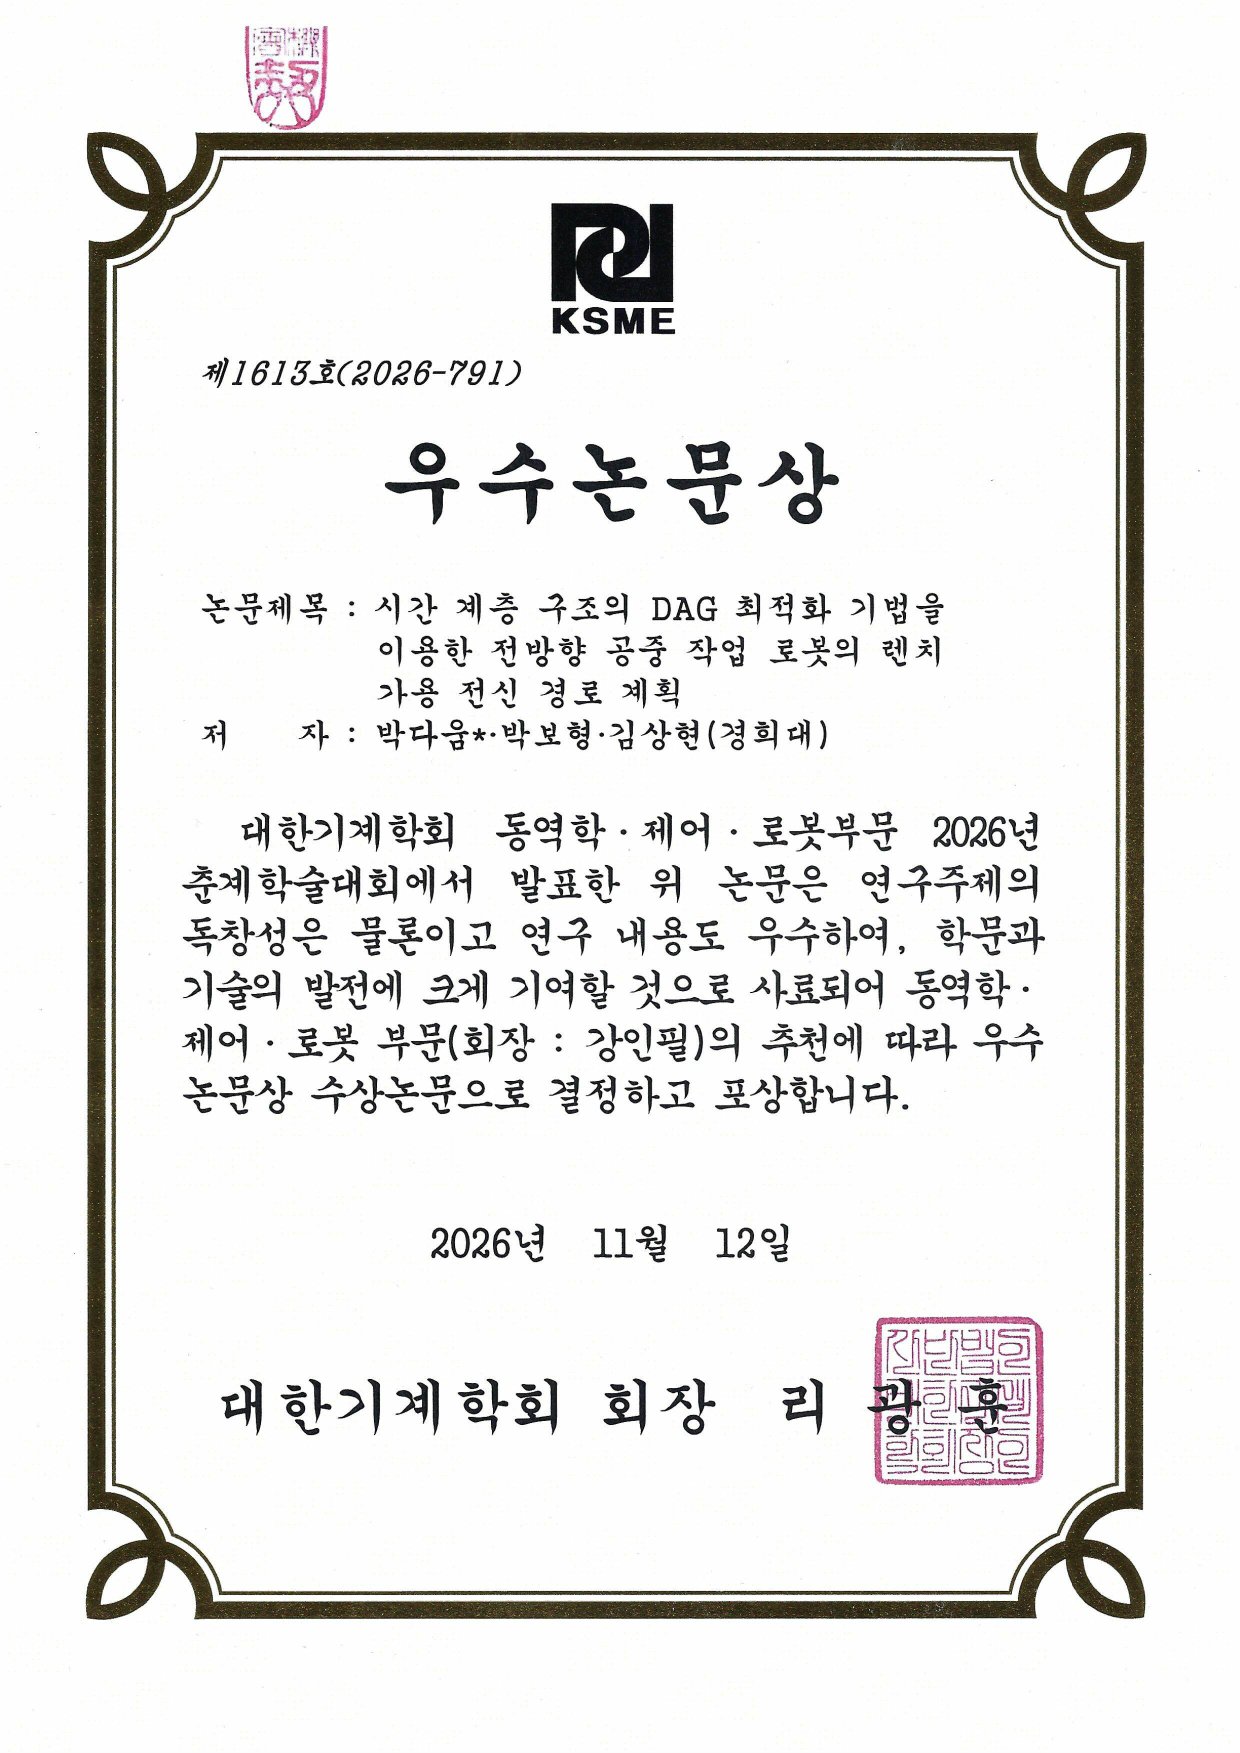 KSME
제1613호(2026-791)
우수논문상
논문제목 : 시간 계층 구조의 DAG 최적화 기법을
이용한 전방향 공중 작업 로봇의 렌치
가용 전신 경로 계획
저 자 : 박다움*·박보형·김상현(경희대)
대한기계학회 동역학·제어·로봇부문 2026년
춘계학술대회에서 발표한 위 논문은 연구주제의
독창성은 물론이고 연구 내용도 우수하여, 학문과
기술의 발전에 크게 기여할 것으로 사료되어 동역학·
제어·로봇 부문(회장 : 강인필)의 추천에 따라 우수
논문상 수상논문으로 결정하고 포상합니다.
2026년 11월 12일
대한기계학회 회장 리 광 훈